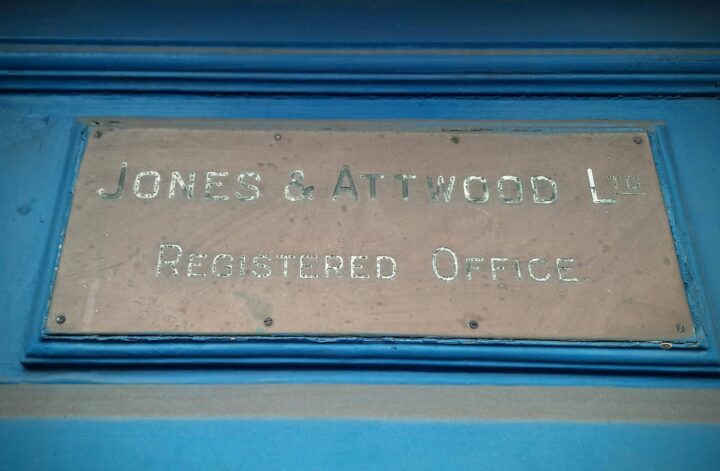 JONES & ATTWOOD LTD
REGISTERED OFFICE.